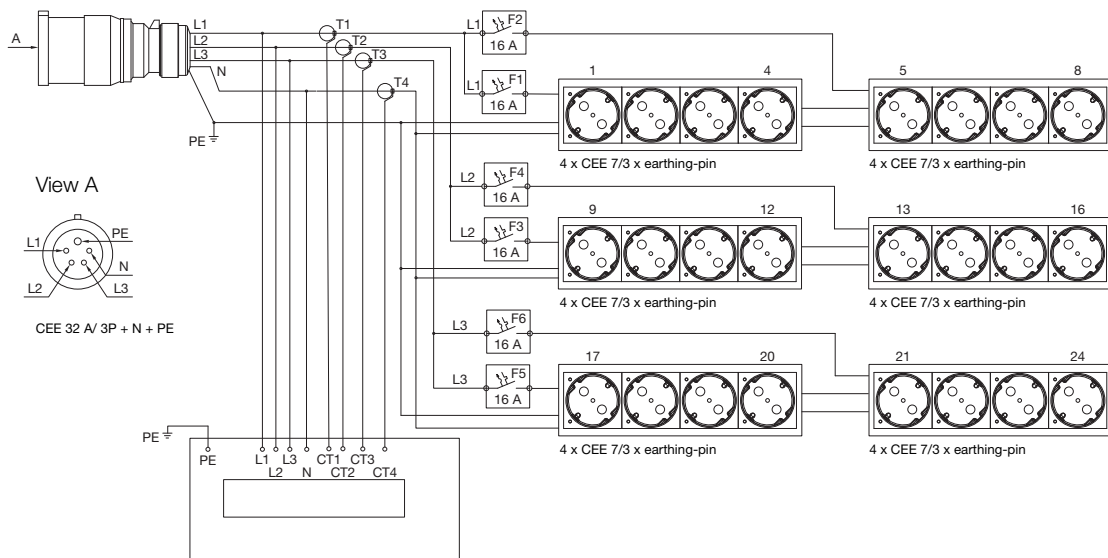 A
L1
L2
L3
N
PE
T1
T2
T3
T4
L1
F2
16 A
L1
F1
16 A
1 4
5 8
4 x CEE 7/3 x earthing-pin
4 x CEE 7/3 x earthing-pin
L2
F4
16 A
L2
F3
16 A
9 12
13 16
4 x CEE 7/3 x earthing-pin
4 x CEE 7/3 x earthing-pin
L3
F6
16 A
L3
F5
16 A
17 20
21 24
4 x CEE 7/3 x earthing-pin
4 x CEE 7/3 x earthing-pin
View A
L1 PE
N
L2 L3
CEE 32 A/ 3P + N + PE
PE
PE L1 L3 CT1 CT3
L2 N CT2 CT4